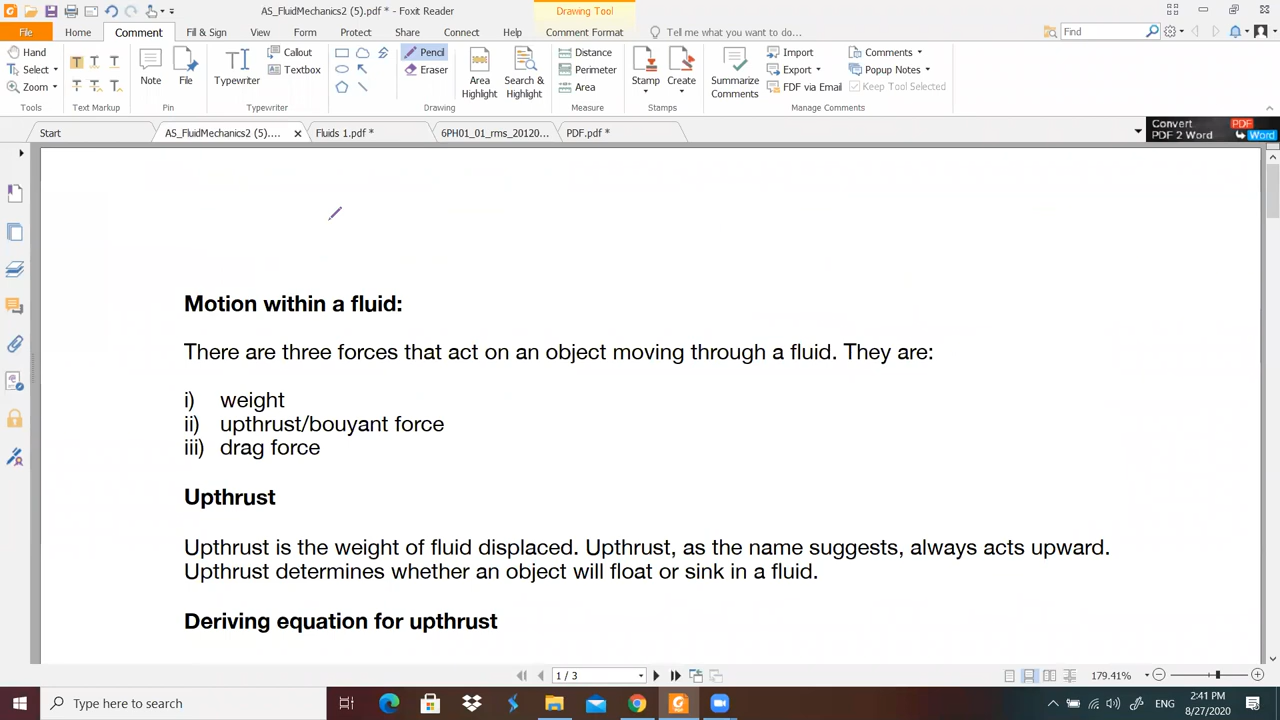 AS_FluidMechanics2 (5).pdf * - Foxit Reader
Drawing Tool
File Home Comment Fill & Sign View Form Protect Share Connect Help Comment Format Tell me what you want to do... Find
Hand
Select
Zoom
Tools
Text Markup
Note
File
Pin
Typewriter
Callout
Textbox
Typewriter
Pencil
Eraser
Drawing
Area Highlight
Search & Highlight
Distance
Perimeter
Area
Measure
Stamp
Create
Stamps
Summarize Comments
Import
Export
FDF via Email
Comments
Popup Notes
Keep Tool Selected
Manage Comments
Start AS_FluidMechanics2 (5).... Fluids 1.pdf * 6PH01_01_rms_20120... PDF.pdf *
Convert PDF
PDF 2 Word Word
Motion within a fluid:
There are three forces that act on an object moving through a fluid. They are:
i) weight
ii) upthrust/bouyant force
iii) drag force
Upthrust
Upthrust is the weight of fluid displaced. Upthrust, as the name suggests, always acts upward.
Upthrust determines whether an object will float or sink in a fluid.
Deriving equation for upthrust
1 / 3
179.41%
Type here to search
ENG
2:41 PM
8/27/2020